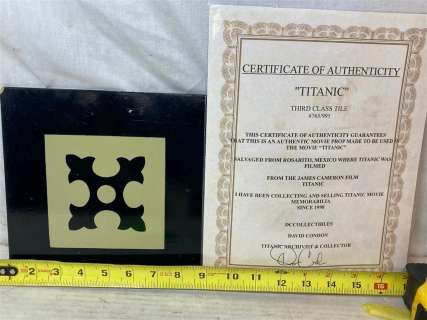 CERTIFICATE OF AUTHENTICITY
"TITANIC"
THIRD CLASS TILE
THIS CERTIFICATE OF AUTHENTICITY GUARANTEES
THAT THIS IS AN AUTHENTIC MOVIE PROP MADE TO BE USED IN
THE MOVIE "TITANIC"
SALVAGED FROM ROSARITO, MEXICO WHERE TITANIC WAS
FILMED
FROM THE JAMES CAMERON FILM
TITANIC
I HAVE BEEN COLLECTING AND SELLING TITANIC MOVIE
MEMORABILIA
SINCE 1998
DCCOLLECTIBLES
DAVID CONDON
TITANIC ARCHIVIST & COLLECTOR
2 3 4 5 6 7 8 9 10 11 12 13 14 15 16